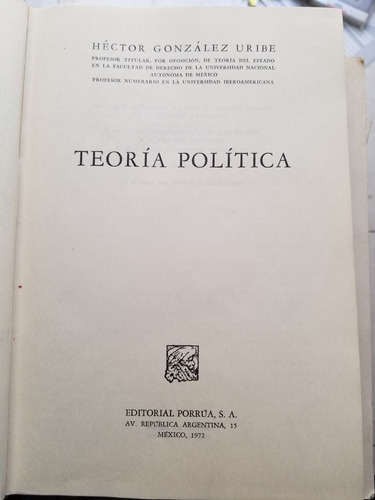 HÉCTOR GONZÁLEZ URIBE
PROFESOR TITULAR, POR OPOSICIÓN, DE TEORÍA DEL ESTADO
EN LA FACULTAD DE DERECHO DE LA UNIVERSIDAD NACIONAL
AUTÓNOMA DE MÉXICO
PROFESOR NUMERARIO EN LA UNIVERSIDAD IBEROAMERICANA
TEORÍA POLÍTICA
EDITORIAL PORRÚA, S. A.
AV. REPÚBLICA ARGENTINA, 15
MÉXICO, 1972